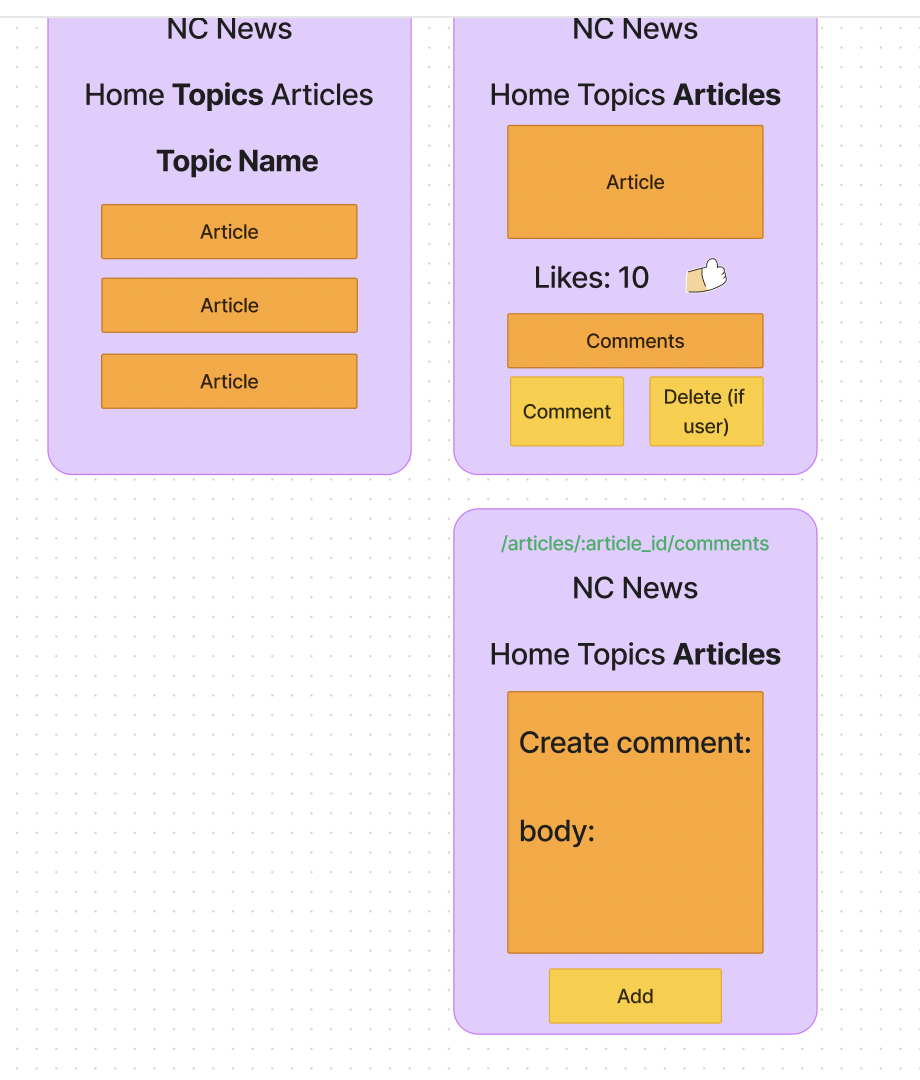 NC News
Home Topics Articles
Topic Name
Article
Article
Article
NC News
Home Topics Articles
Article
Likes: 10
Comments
Comment
Delete (if
user)
/articles/:article_id/comments
NC News
Home Topics Articles
Create comment:
body:
Add